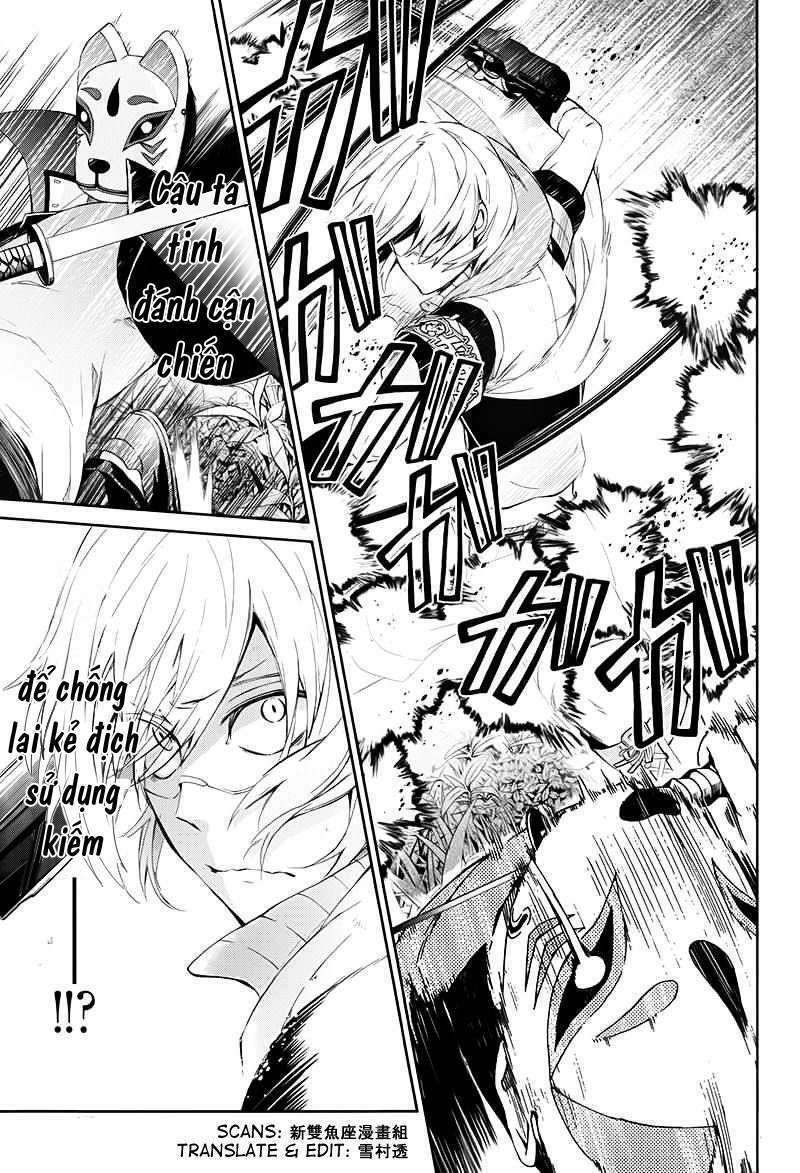 ガガガガガガガガ
Cậu ta
tinh
đánh cận
chiến
để chống
lại kẻ địch
sử dụng
kiếm
!!?
SCANS: 新雙魚座漫畫組
TRANSLATE & EDIT: 雪村透